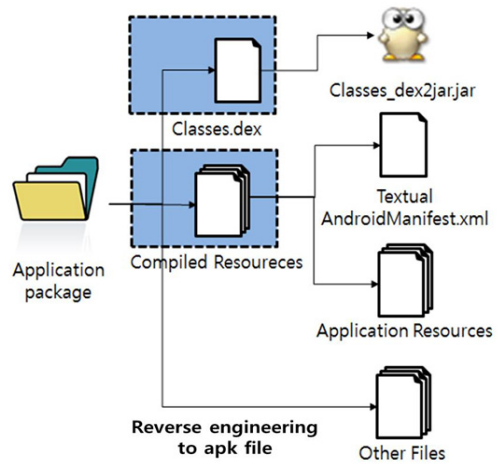 Classes_dex2jar.jar
Classes.dex
Textual
AndroidManifest.xml
Compiled Resoureces
Application
package
Application Resources
Reverse engineering
to apk file
Other Files